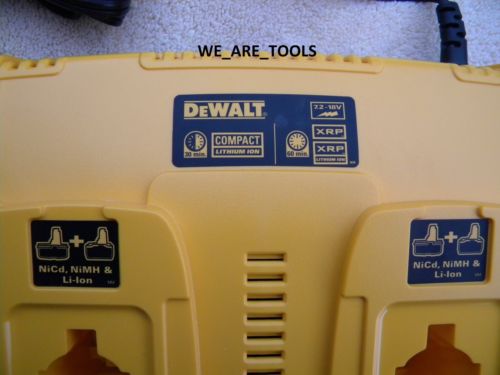 WE_ARE_TOOLS
DEWALT
7.2 - 18V
30 min.
COMPACT
LITHIUM ION
60 min.
XRP
XRP
LITHIUM ION
NiCd, NiMH &
Li-Ion
NiCd, NiMH &
Li-Ion